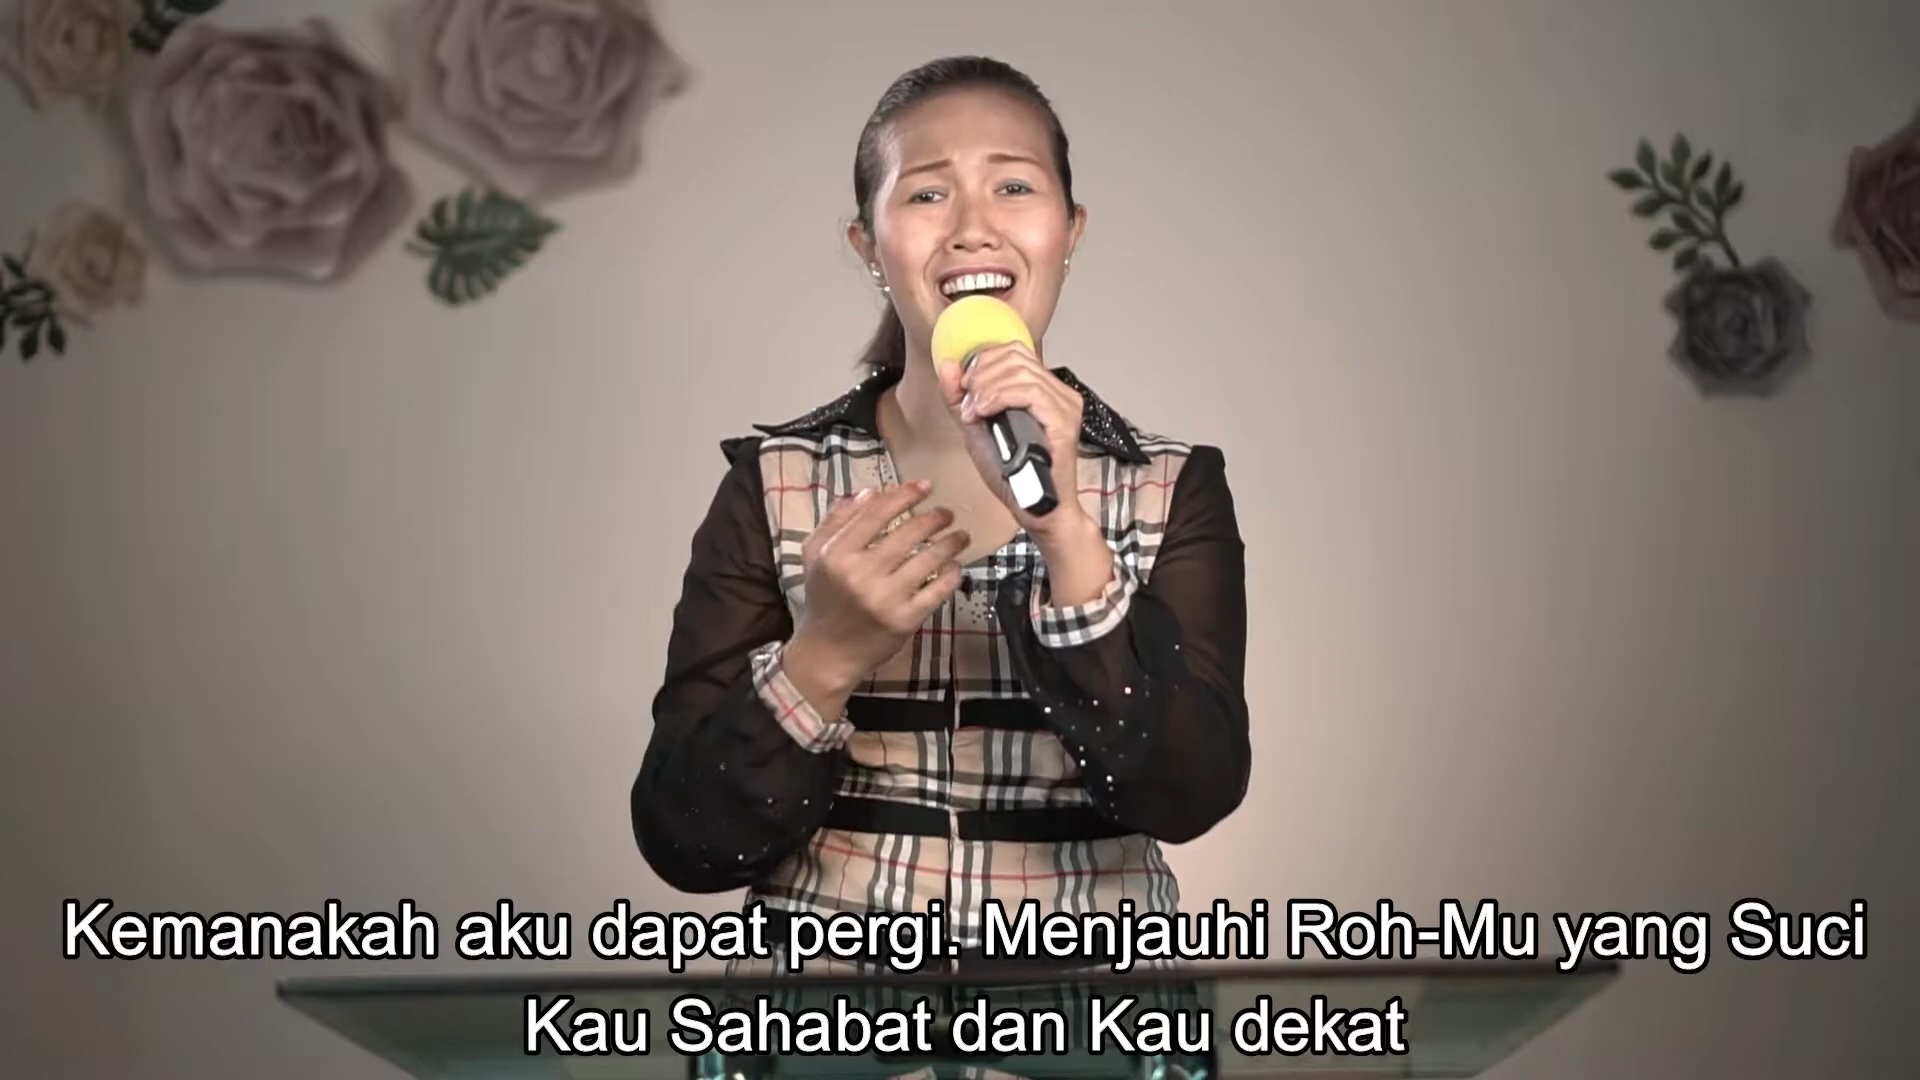 Kemanakah aku dapat pergi. Menjauhi Roh-Mu yang Suci
Kau Sahabat dan Kau dekat